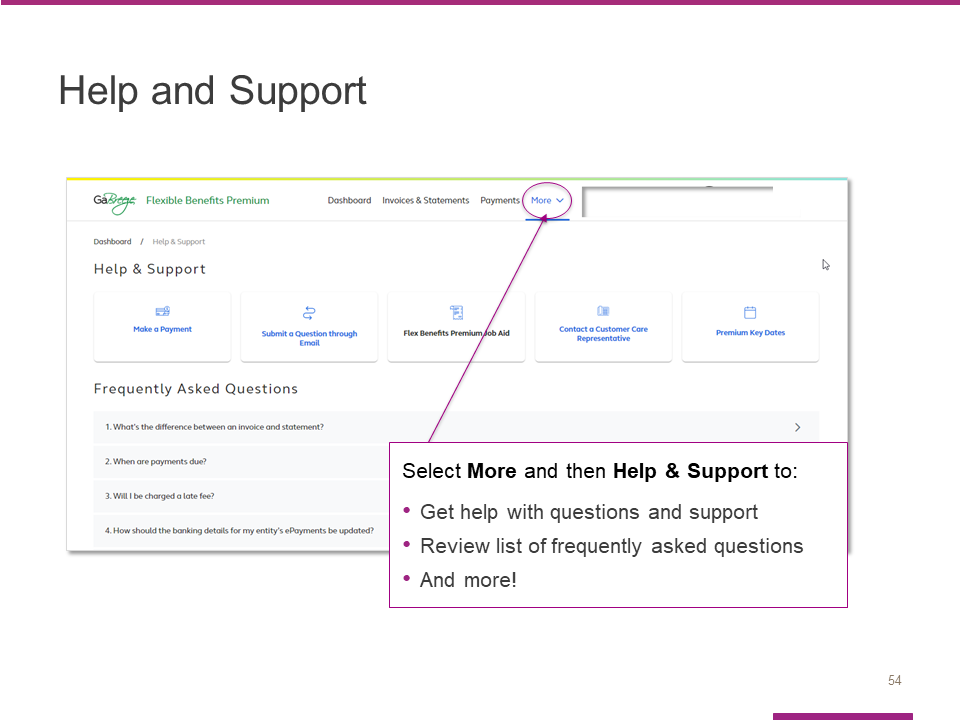 Help and Support
GaBreeze Flexible Benefits Premium
Dashboard Invoices & Statements Payments More
Dashboard / Help & Support
Help & Support
Make a Payment
Submit a Question through
Email
Flex Benefits Premium Job Aid
Contact a Customer Care
Representative
Premium Key Dates
Frequently Asked Questions
1. What's the difference between an invoice and statement?
2. When are payments due?
3. Will I be charged a late fee?
4. How should the banking details for my entity's ePayments be updated?
Select More and then Help & Support to:
• Get help with questions and support
• Review list of frequently asked questions
• And more!
54